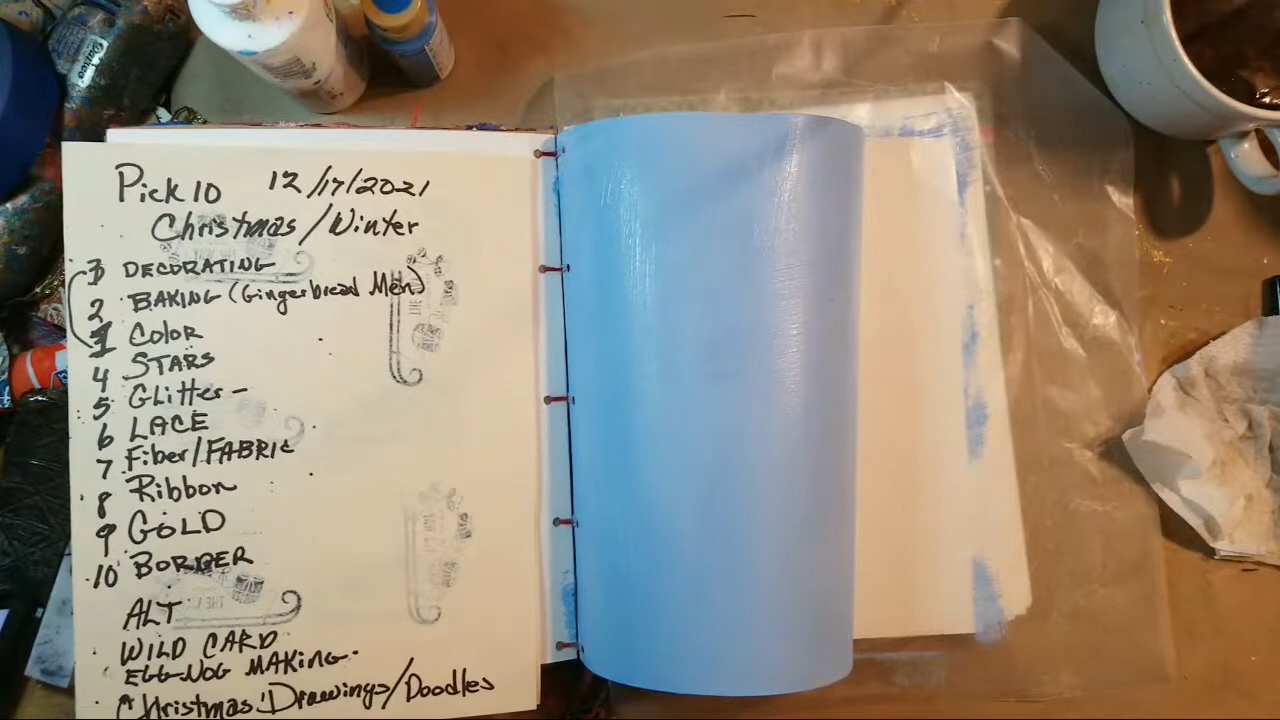 Pick 10 12/17/2021
Christmas/Winter
3 DECORATING
2 BAKING (Gingerbread Men)
1 Color
4 STARS
5 Glitter -
6 LACE
7 Fiber/FABRIC
8 Ribbon
9 GOLD
10 BORDER
ALT
WILD CARD
EGG-NOG MAKING.
Christmas Drawings/Doodles